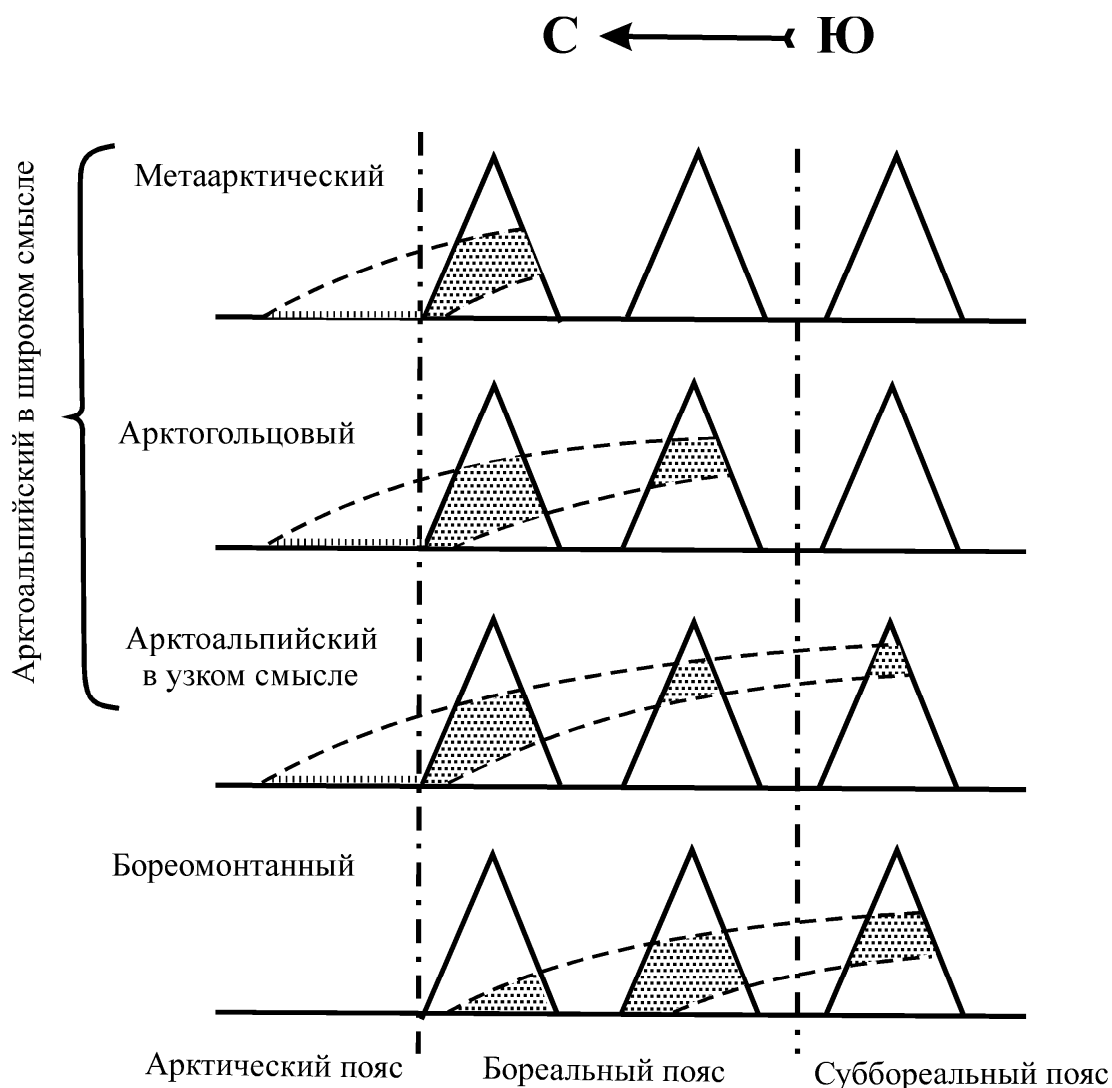 С Ю
Арктоальпийский в широком смысле
Метаарктический
Арктогольцовый
Арктоальпийский
в узком смысле
Бореомонтанный
Арктический пояс
Бореальный пояс
Суббореальный пояс